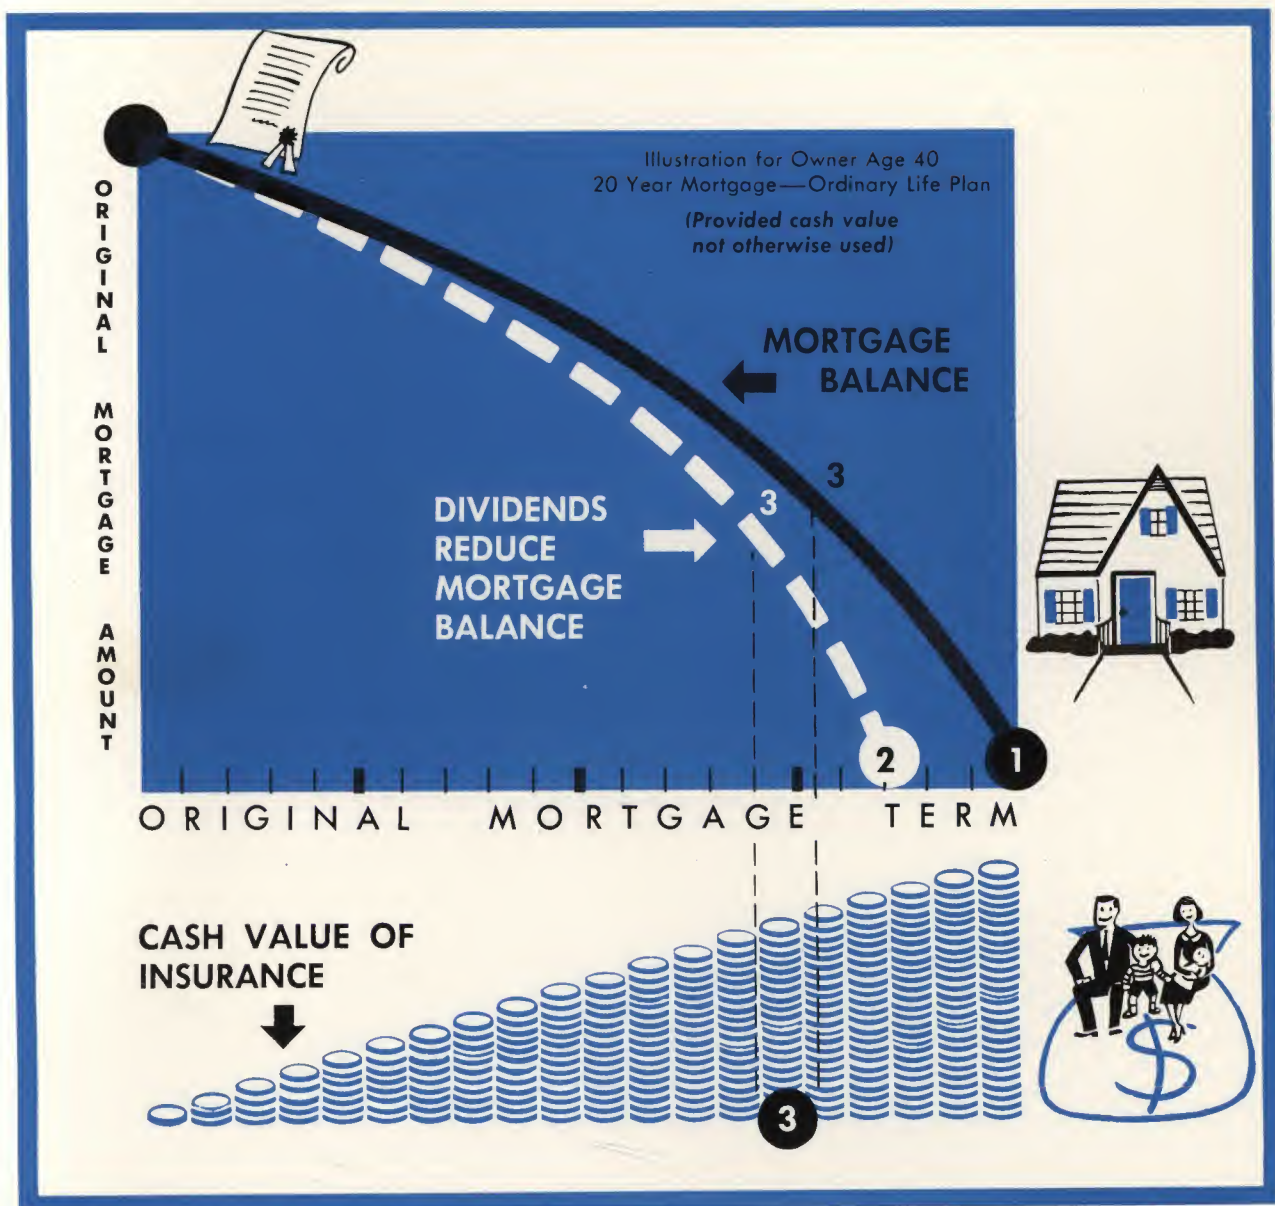 Illustration for Owner Age 40
20 Year Mortgage—Ordinary Life Plan
(Provided cash value
not otherwise used)
ORIGINAL MORTGAGE AMOUNT
MORTGAGE
BALANCE
3
3
DIVIDENDS
REDUCE
MORTGAGE
BALANCE
2
1
ORIGINAL MORTGAGE TERM
CASH VALUE OF
INSURANCE
$
3